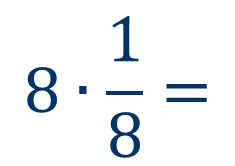 8 · 1/8 =